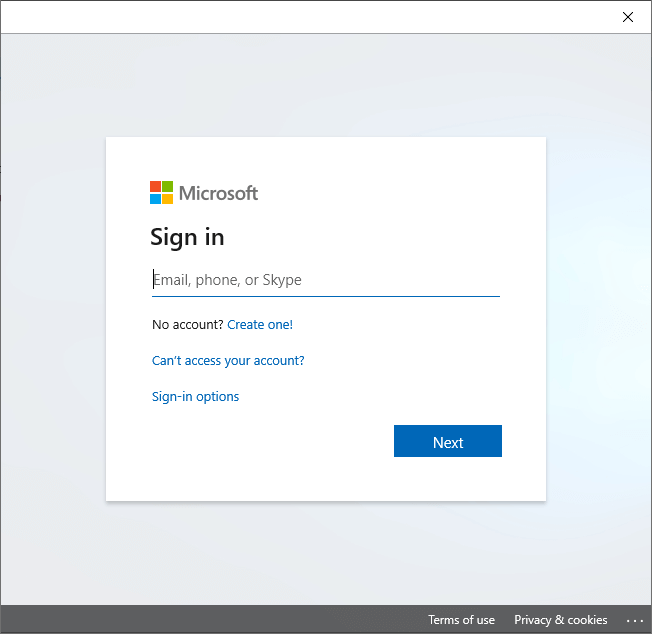 Microsoft
Sign in
Email, phone, or Skype
No account? Create one!
Can't access your account?
Sign-in options
Next
Terms of use Privacy & cookies ...